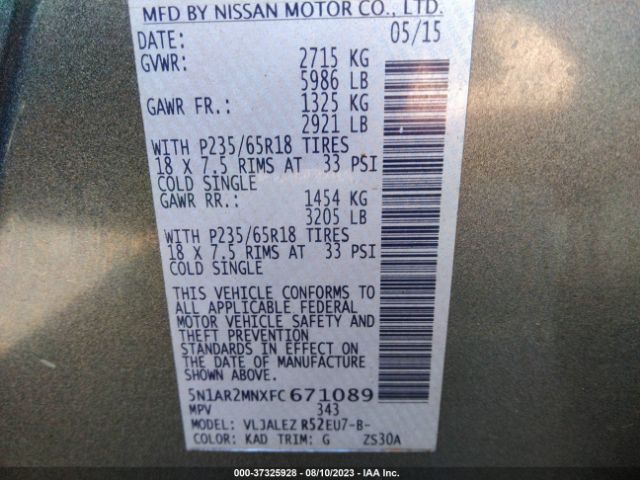 MFD BY NISSAN MOTOR CO., LTD.
DATE: 05/15
GVWR: 2715 KG
5986 LB
GAWR FR.: 1325 KG
2921 LB
WITH P235/65R18 TIRES
18 X 7.5 RIMS AT 33 PSI
COLD SINGLE
GAWR RR.: 1454 KG
3205 LB
WITH P235/65R18 TIRES
18 X 7.5 RIMS AT 33 PSI
COLD SINGLE
THIS VEHICLE CONFORMS TO
ALL APPLICABLE FEDERAL
MOTOR VEHICLE SAFETY AND
THEFT PREVENTION
STANDARDS IN EFFECT ON
THE DATE OF MANUFACTURE
SHOWN ABOVE.
5N1AR2MNXFC671089
MPV 343
MODEL: VLJALEZ R52EU7-B-
COLOR: KAD TRIM: G ZS30A
000-37325928 - 08/10/2023 - IAA Inc.